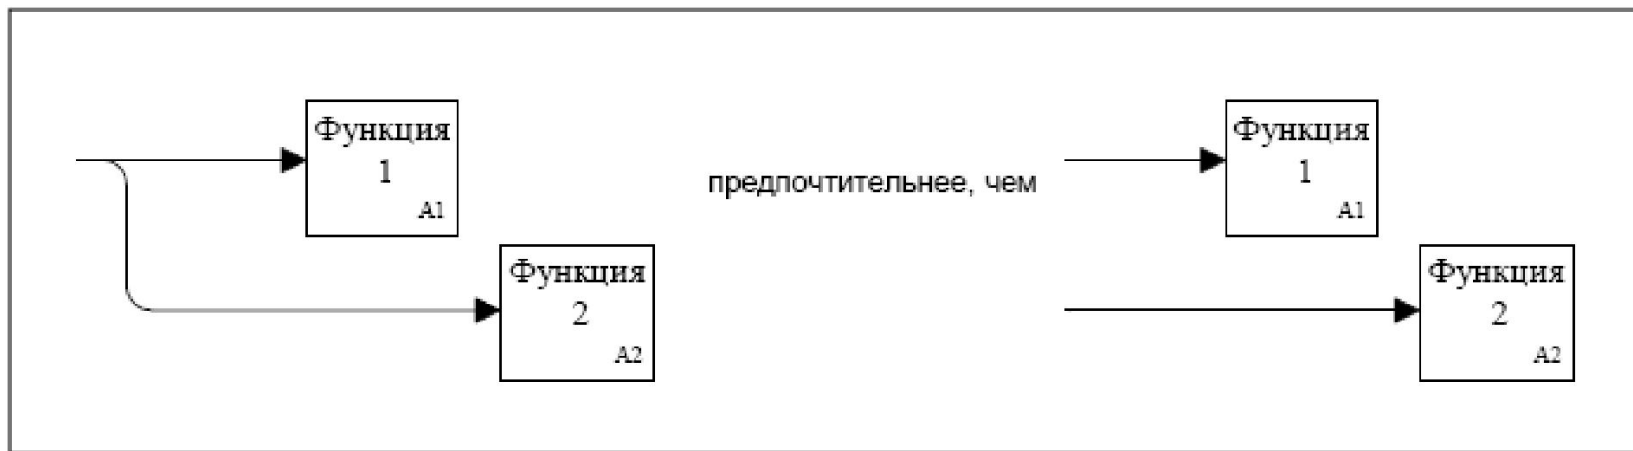 Функция
1
A1
Функция
2
A2
предпочтительнее, чем
Функция
1
A1
Функция
2
A2